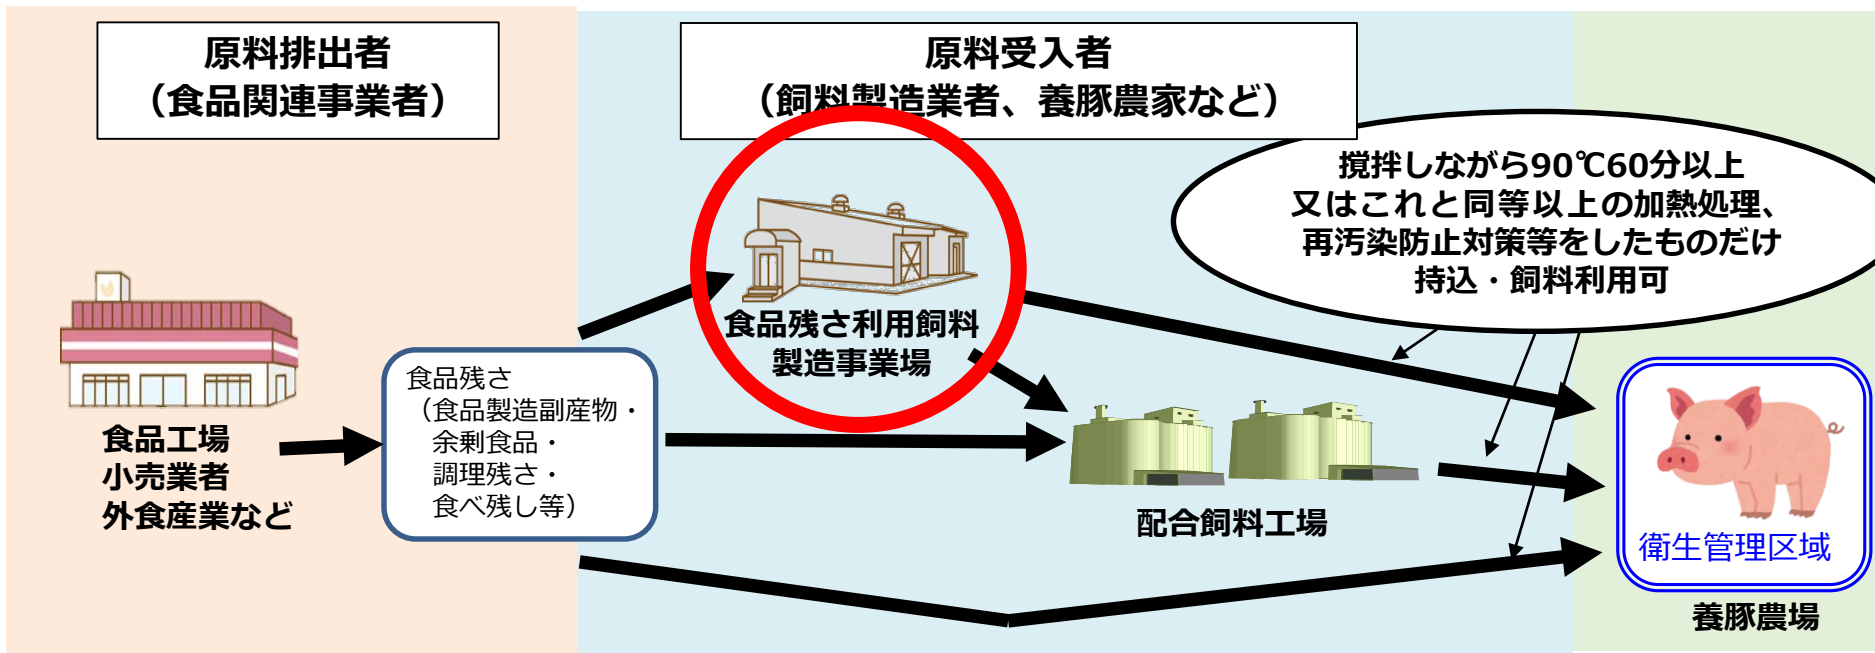 原料排出者
（食品関連事業者）
原料受入者
（飼料製造業者、養豚農家など）
撹拌しながら90℃60分以上
又はこれと同等以上の加熱処理、
再汚染防止対策等をしたものだけ
持込・飼料利用可
食品残さ利用飼料
製造事業場
食品工場
小売業者
外食産業など
食品残さ
（食品製造副産物・
余剰食品・
調理残さ・
食べ残し等）
配合飼料工場
衛生管理区域
養豚農場